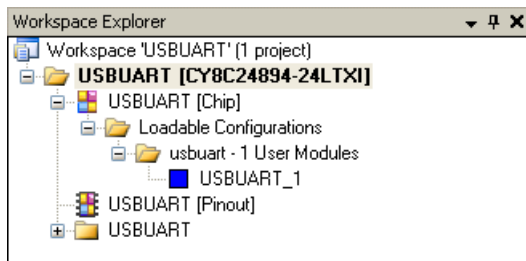 Workspace Explorer
Workspace 'USBUART' (1 project)
USBUART [CY8C24894-24LTXI]
USBUART [Chip]
Loadable Configurations
usbuart - 1 User Modules
USBUART_1
USBUART [Pinout]
USBUART